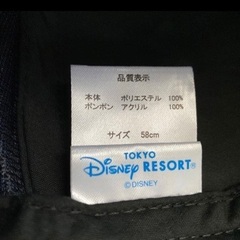 品質表示
本体 ポリエステル 100%
ボンボン アクリル 100%
サイズ 58cm
TOKYO
Disney RESORT®
©DISNEY